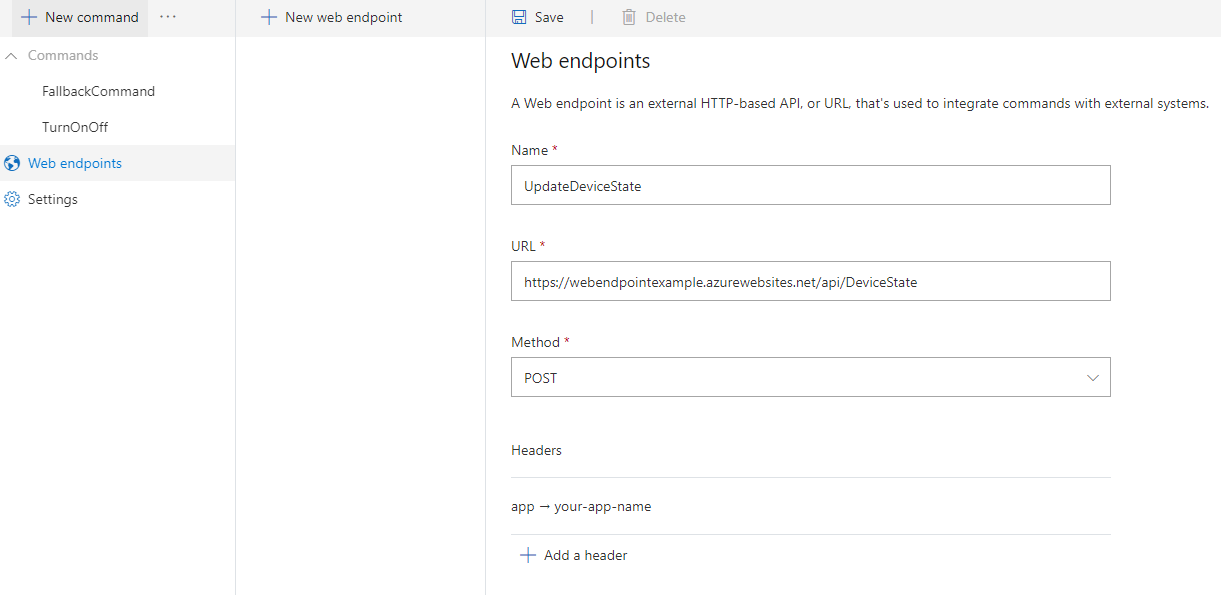 New command ···
Commands
FallbackCommand
TurnOnOff
Web endpoints
Settings
New web endpoint
Save | Delete
Web endpoints
A Web endpoint is an external HTTP-based API, or URL, that's used to integrate commands with external systems.
Name *
UpdateDeviceState
URL *
https://webendpointexample.azurewebsites.net/api/DeviceState
Method *
POST
Headers
app → your-app-name
Add a header